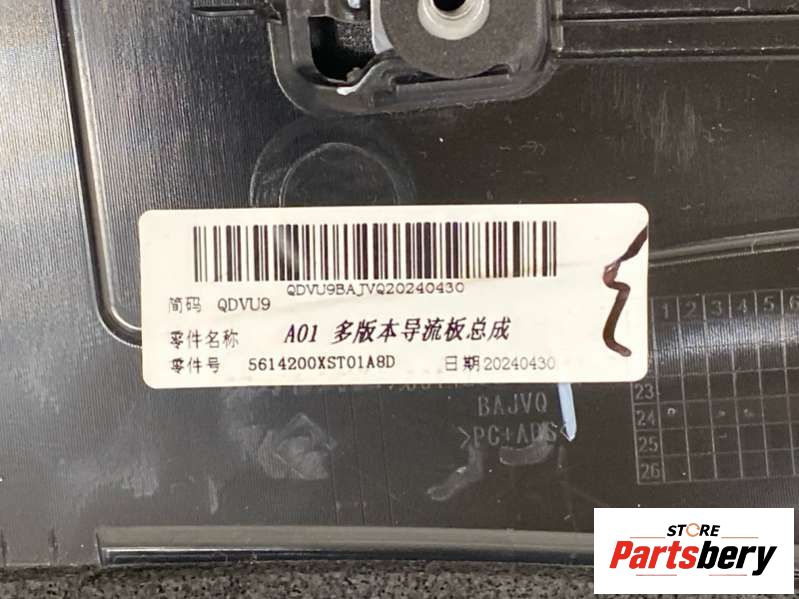 QDVU9BAJVQ20240430
简码 QDVU9
零件名称 A01 多版本导流板总成
零件号 5614200XST01A8D 日期 20240430
1 2 3 4 5 6
23
24
25
26
BAJVQ
>PC+ABS<
STORE
Partsbery